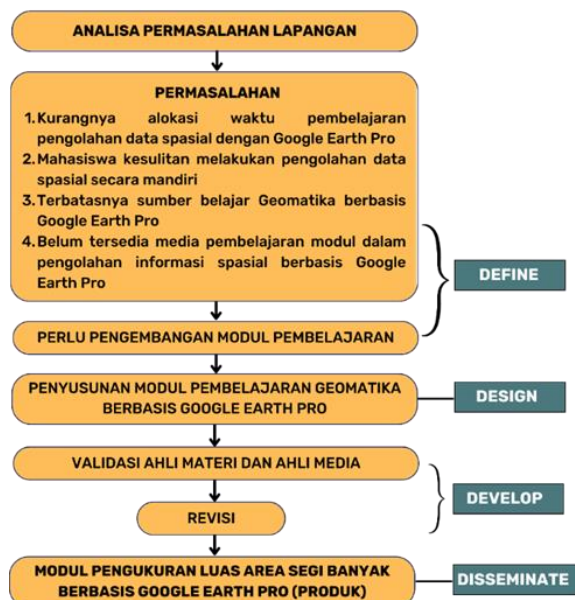 ANALISA PERMASALAHAN LAPANGAN
PERMASALAHAN
1. Kurangnya alokasi waktu pembelajaran
pengolahan data spasial dengan Google Earth Pro
2. Mahasiswa kesulitan melakukan pengolahan data
spasial secara mandiri
3. Terbatasnya sumber belajar Geomatika berbasis
Google Earth Pro
4. Belum tersedia media pembelajaran modul dalam
pengolahan informasi spasial berbasis Google
Earth Pro
DEFINE
PERLU PENGEMBANGAN MODUL PEMBELAJARAN
PENYUSUNAN MODUL PEMBELAJARAN GEOMATIKA
BERBASIS GOOGLE EARTH PRO
DESIGN
VALIDASI AHLI MATERI DAN AHLI MEDIA
DEVELOP
REVISI
MODUL PENGUKURAN LUAS AREA SEGI BANYAK
BERBASIS GOOGLE EARTH PRO (PRODUK)
DISSEMINATE